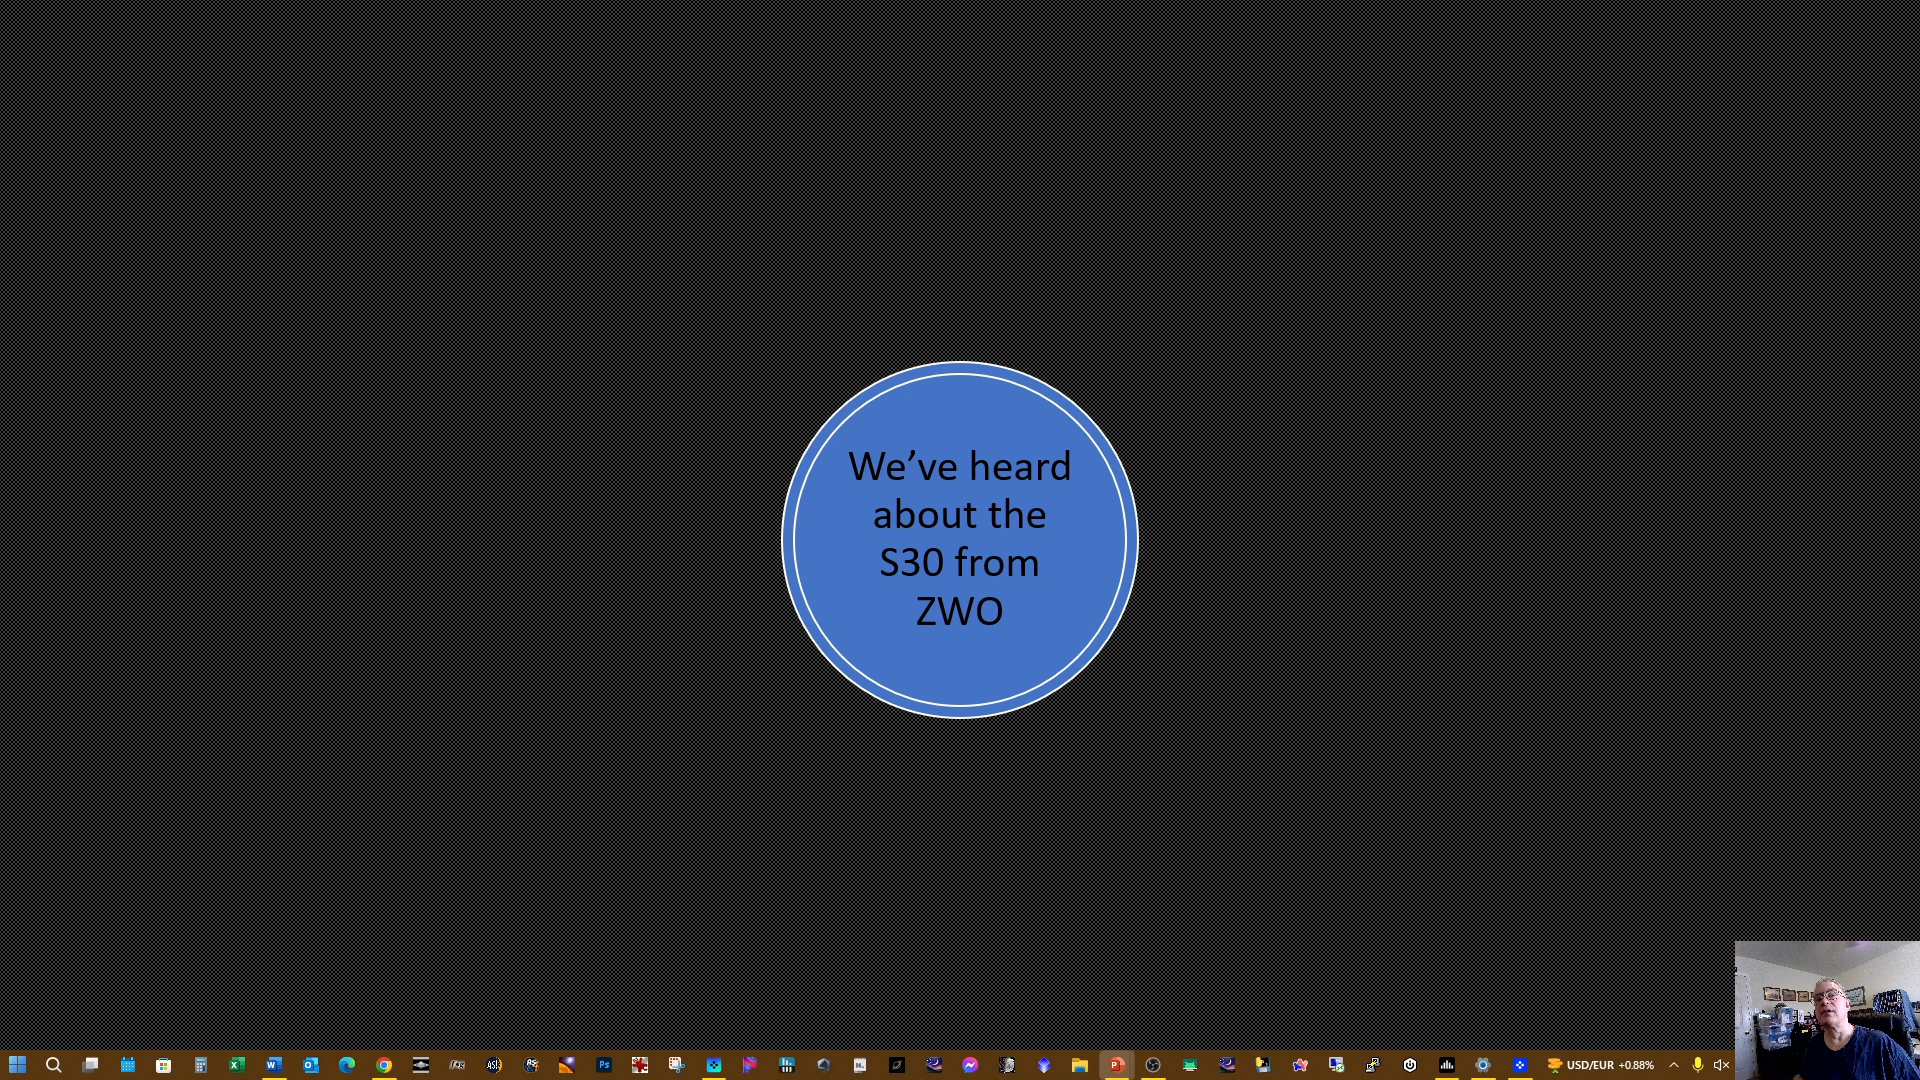 We’ve heard
about the
S30 from
ZWO
USD/EUR +0.88%